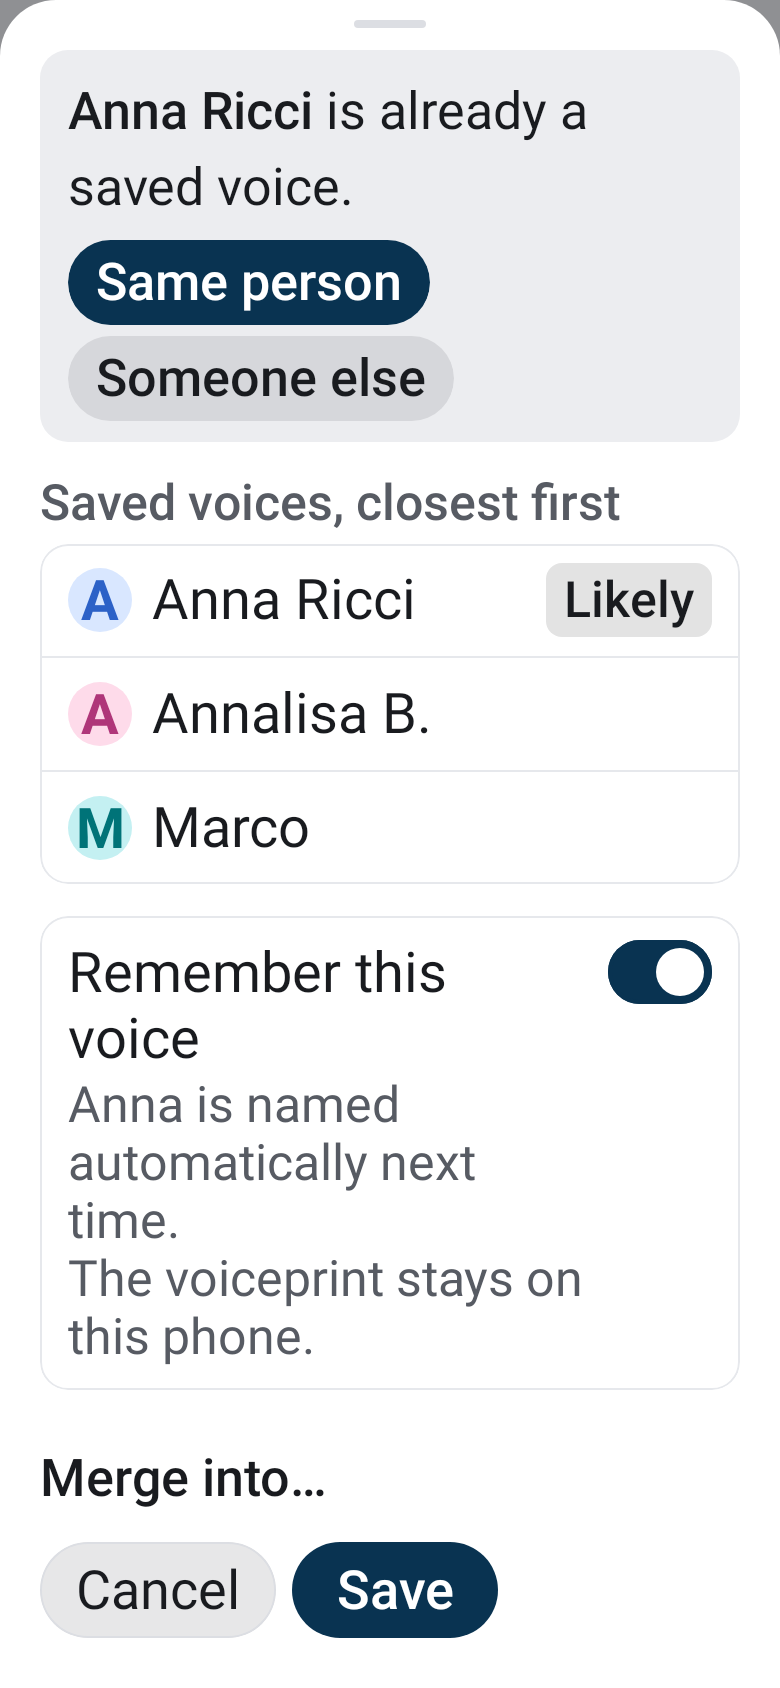 Anna Ricci is already a
saved voice.
Same person
Someone else
Saved voices, closest first
A Anna Ricci Likely
A Annalisa B.
M Marco
Remember this
voice
Anna is named
automatically next
time.
The voiceprint stays on
this phone.
Merge into…
Cancel Save